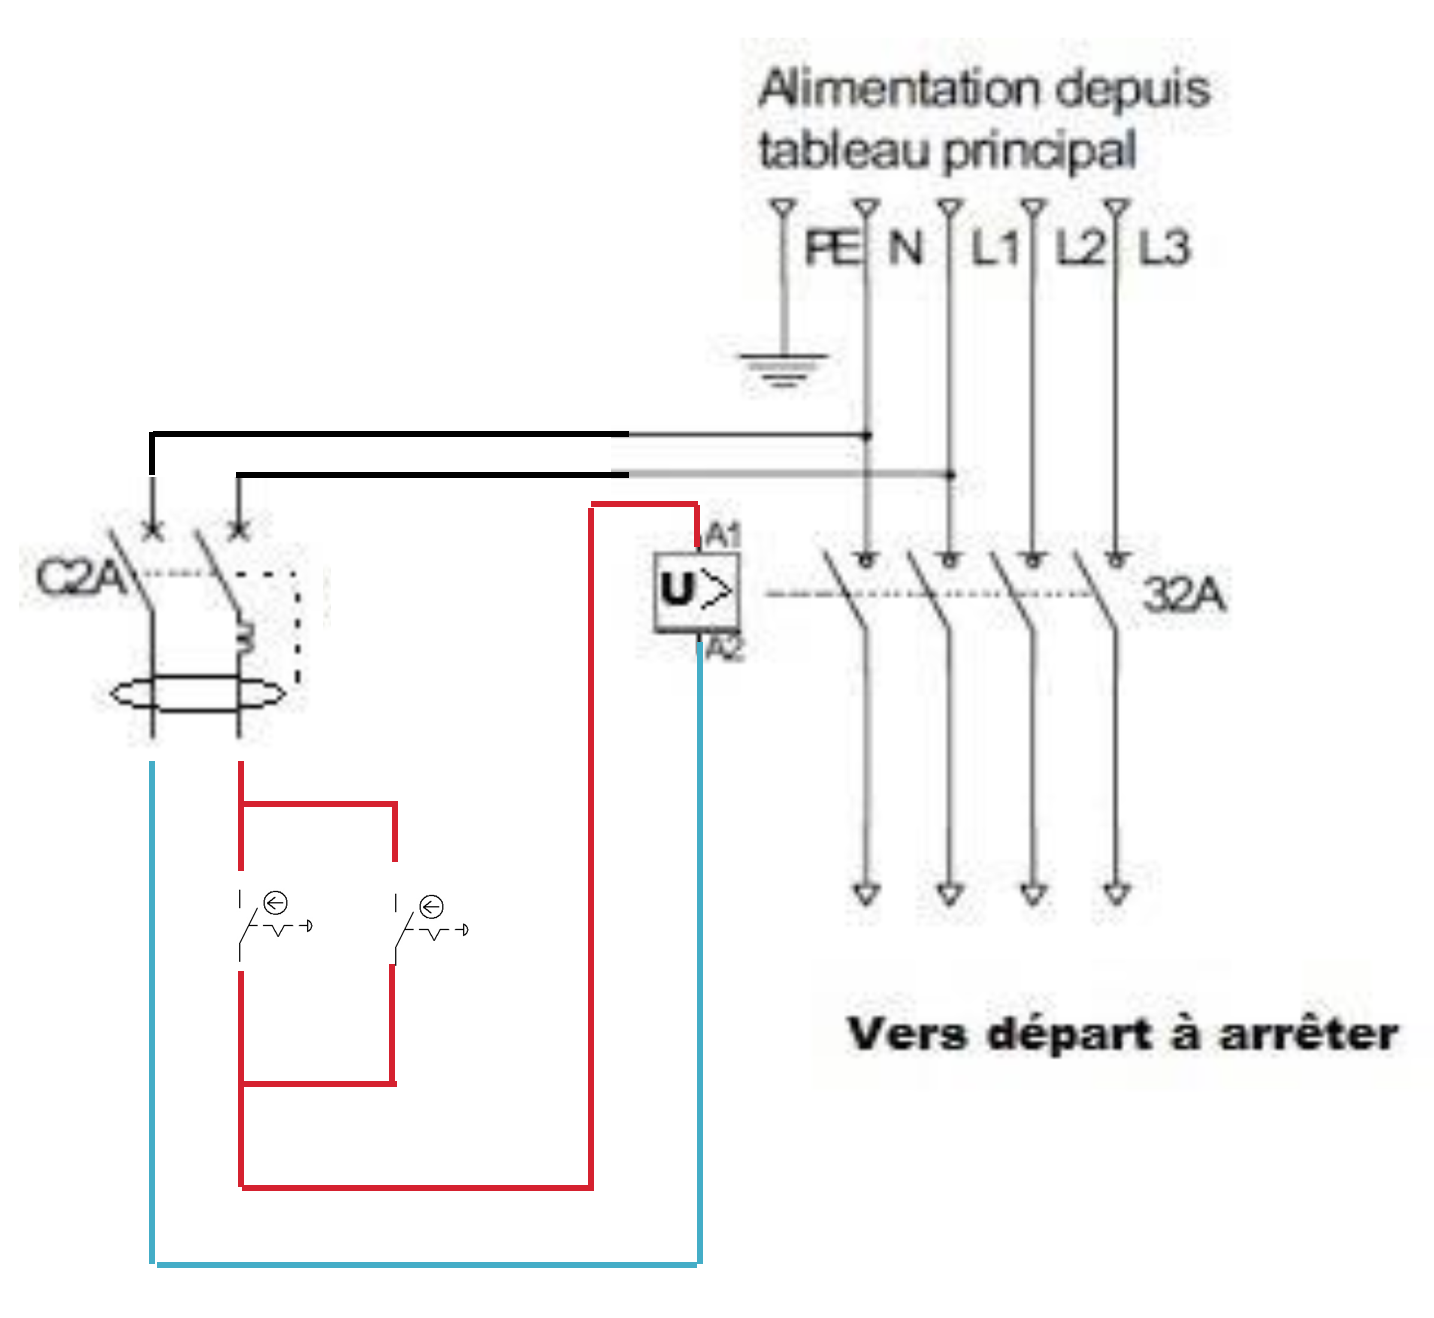 Alimentation depuis
tableau principal
PE N L1 L2 L3
C2A
A1
U>
A2
32A
Vers départ à arrêter